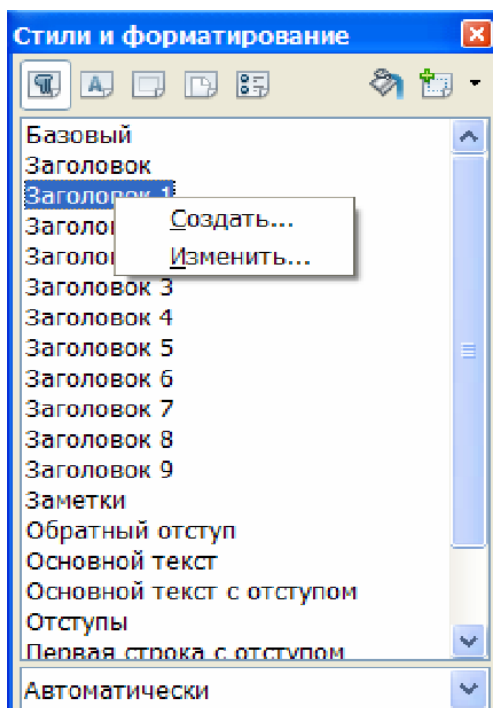 Стили и форматирование
Базовый
Заголовок
Заголовок 1
Создать...
Изменить...
Заголовок 3
Заголовок 4
Заголовок 5
Заголовок 6
Заголовок 7
Заголовок 8
Заголовок 9
Заметки
Обратный отступ
Основной текст
Основной текст с отступом
Отступы
Первая строка с отступом
Автоматически